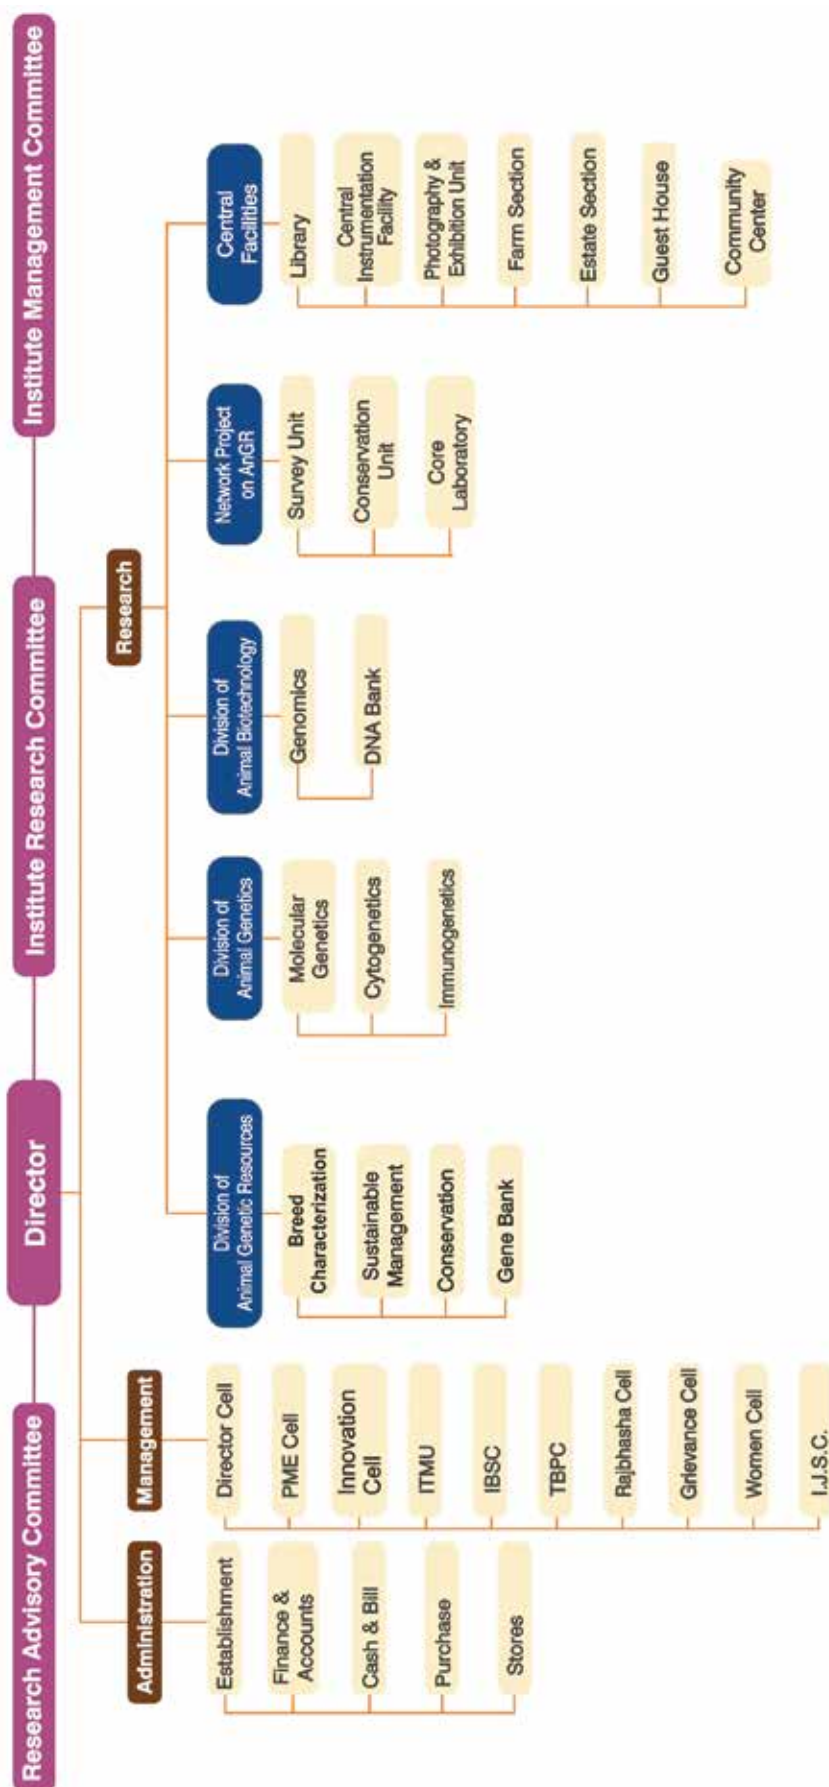 Research Advisory Committee
Director
Institute Research Committee
Institute Management Committee
Administration
Establishment
Finance &
Accounts
Cash & Bill
Purchase
Stores
Management
Director Cell
PME Cell
Innovation
Cell
ITMU
IBSC
TBPC
Rajbhasha Cell
Grievance Cell
Women Cell
I.J.S.C.
Research
Division of
Animal Genetic Resources
Breed
Characterization
Sustainable
Management
Conservation
Gene Bank
Division of
Animal Genetics
Molecular
Genetics
Cytogenetics
Immunogenetics
Division of
Animal Biotechnology
Genomics
DNA Bank
Network Project
on AnGR
Survey Unit
Conservation
Unit
Core
Laboratory
Central
Facilities
Library
Central
Instrumentation
Facility
Photography &
Exhibition Unit
Farm Section
Estate Section
Guest House
Community
Center